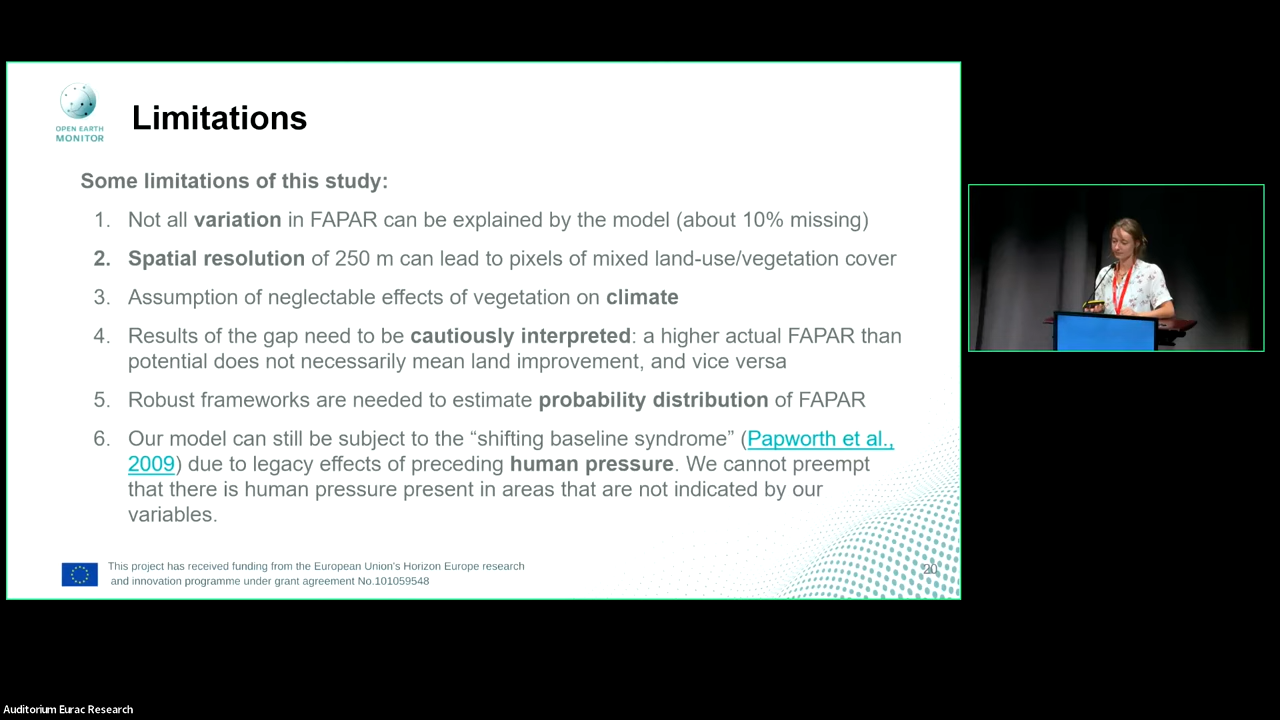 OPEN EARTH
MONITOR
Limitations
Some limitations of this study:
1. Not all variation in FAPAR can be explained by the model (about 10% missing)
2. Spatial resolution of 250 m can lead to pixels of mixed land-use/vegetation cover
3. Assumption of neglectable effects of vegetation on climate
4. Results of the gap need to be cautiously interpreted: a higher actual FAPAR than
potential does not necessarily mean land improvement, and vice versa
5. Robust frameworks are needed to estimate probability distribution of FAPAR
6. Our model can still be subject to the “shifting baseline syndrome” (Papworth et al.,
2009) due to legacy effects of preceding human pressure. We cannot preempt
that there is human pressure present in areas that are not indicated by our
variables.
This project has received funding from the European Union's Horizon Europe research
and innovation programme under grant agreement No.101059548
20
Auditorium Eurac Research